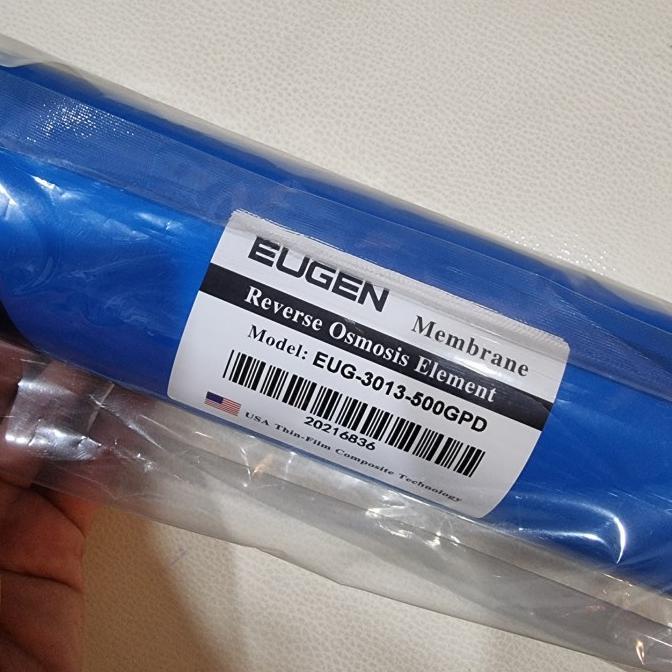 EUGEN Membrane
Reverse Osmosis Element
Model: EUG-3013-500GPD
20216836
USA Thin-Film Composite Technology